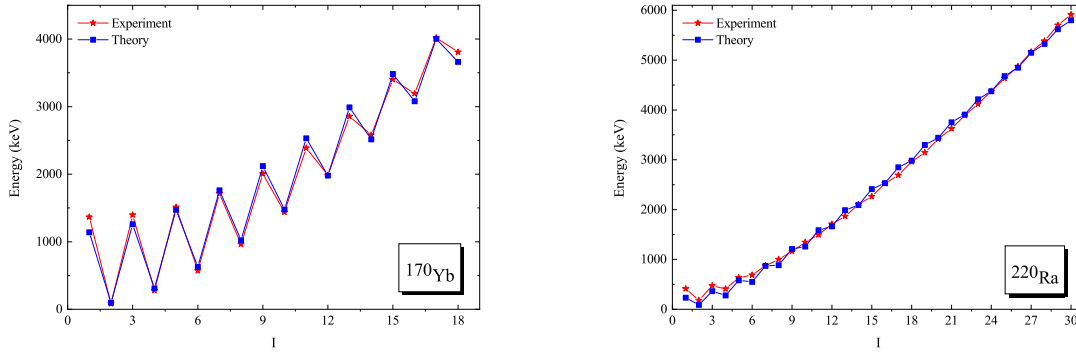 Experiment
Theory
Energy (keV)
4000
3000
2000
1000
0
0 3 6 9 12 15 18
I
¹⁷⁰Yb
Experiment
Theory
Energy (keV)
6000
5000
4000
3000
2000
1000
0
0 3 6 9 12 15 18 21 24 27 30
I
²²⁰Ra